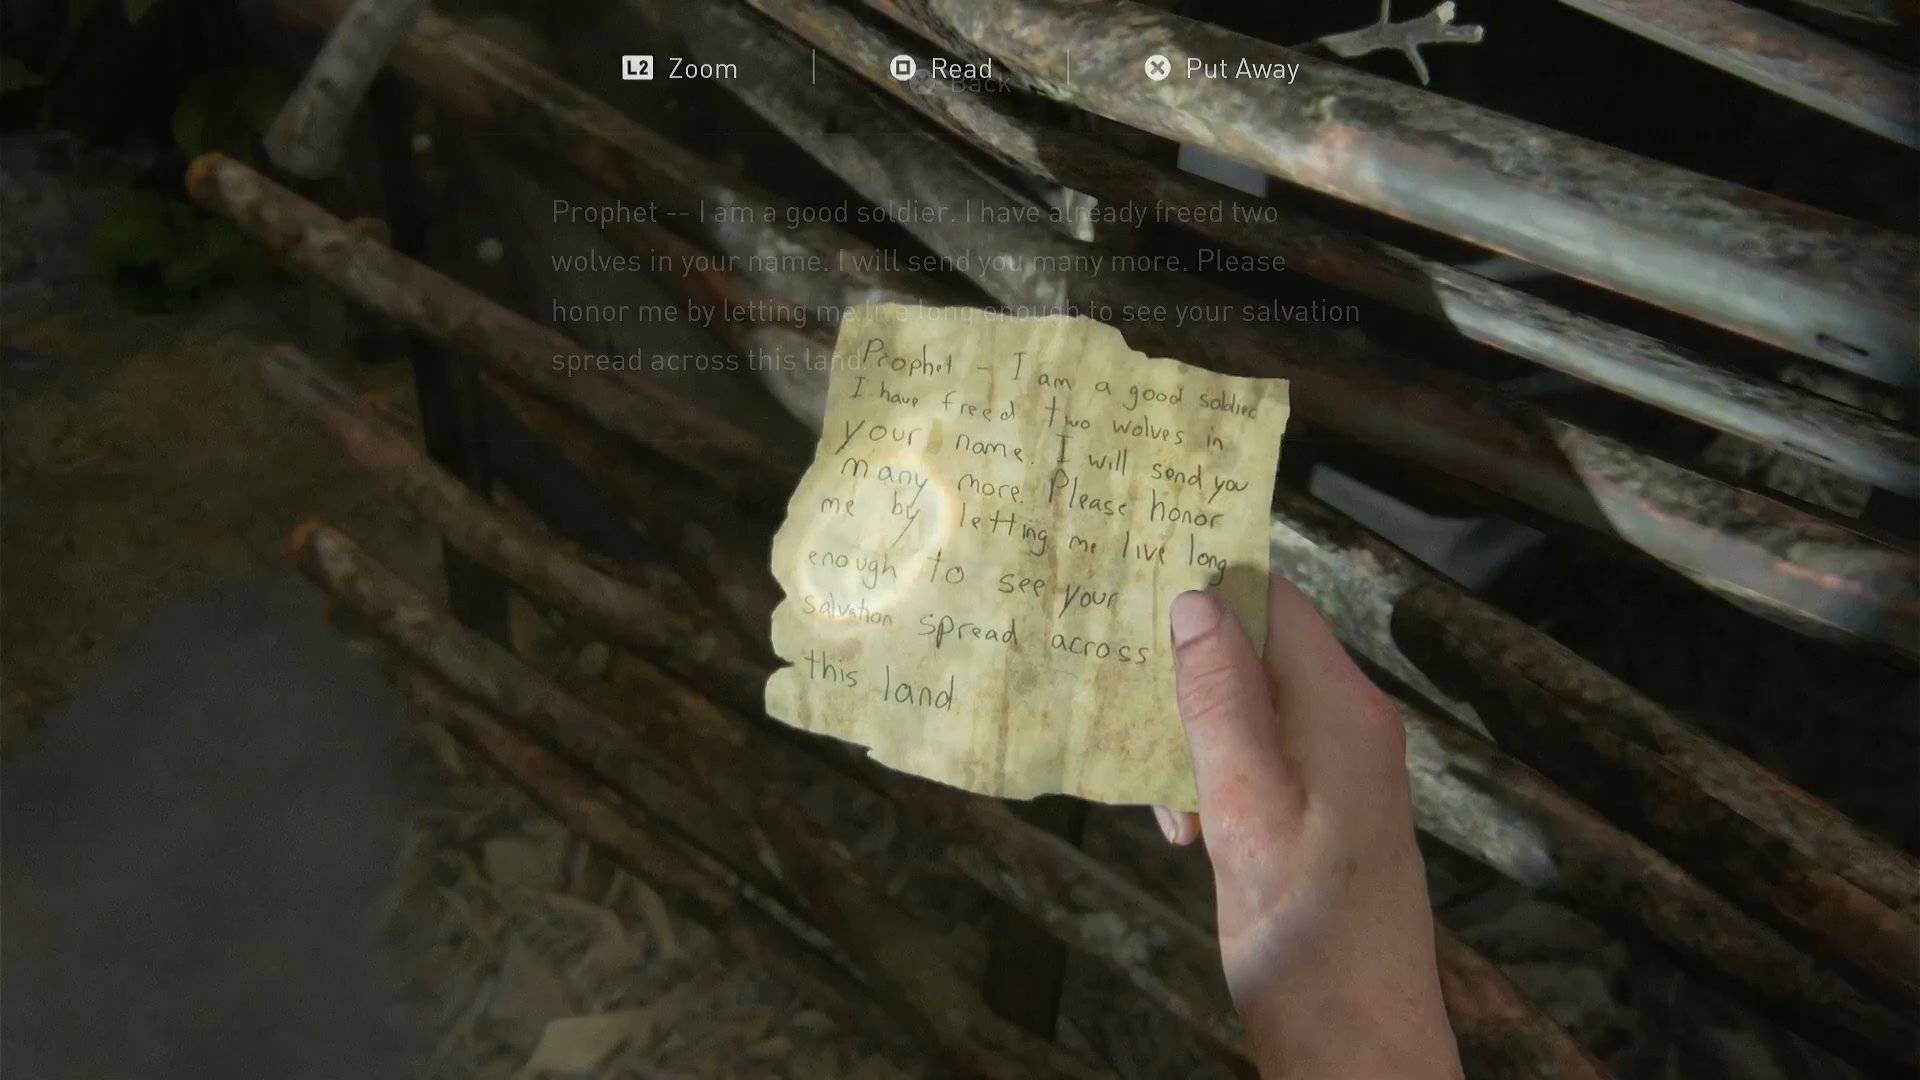 L2 Zoom
Read
Put Away
Back
Prophet -- I am a good soldier. I have already freed two
wolves in your name. I will send you many more. Please
honor me by letting me live long enough to see your salvation
spread across this land.
Prophet - I am a good soldier
I have freed two wolves in
your name. I will send you
many more. Please honor
me by letting me live long
enough to see your
salvation spread across
this land.